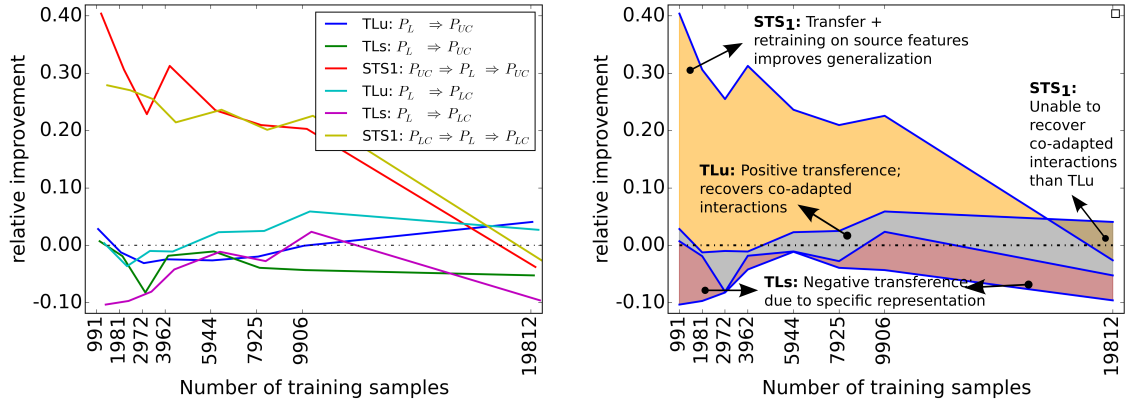 0.40
0.30
0.20
0.10
0.00
-0.10
relative improvement
TLu: P_L ⇒ P_UC
TLs: P_L ⇒ P_UC
STS1: P_UC ⇒ P_L ⇒ P_UC
TLu: P_L ⇒ P_LC
TLs: P_L ⇒ P_LC
STS1: P_LC ⇒ P_L ⇒ P_LC
991
1981
2972
3962
5944
7925
9906
19812
Number of training samples
0.40
0.30
0.20
0.10
0.00
-0.10
relative improvement
STS1: Transfer +
retraining on source features
improves generalization
STS1:
Unable to
recover
co-adapted
interactions
than TLu
TLu: Positive transference;
recovers co-adapted
interactions
TLs: Negative transference;
due to specific representation
991
1981
2972
3962
5944
7925
9906
19812
Number of training samples